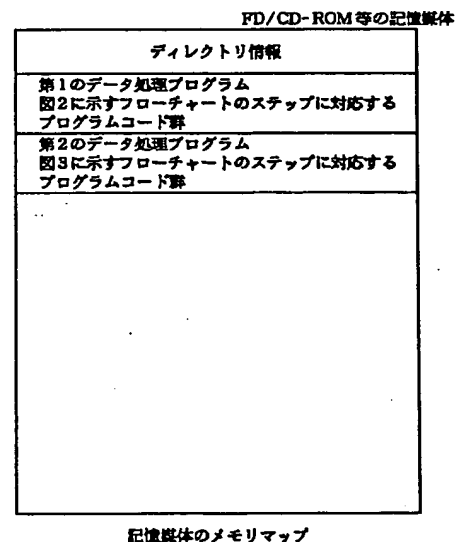 FD/CD-ROM等の記憶媒体
ディレクトリ情報
第1のデータ処理プログラム
図2に示すフローチャートのステップに対応する
プログラムコード群
第2のデータ処理プログラム
図3に示すフローチャートのステップに対応する
プログラムコード群
記憶媒体のメモリマップ